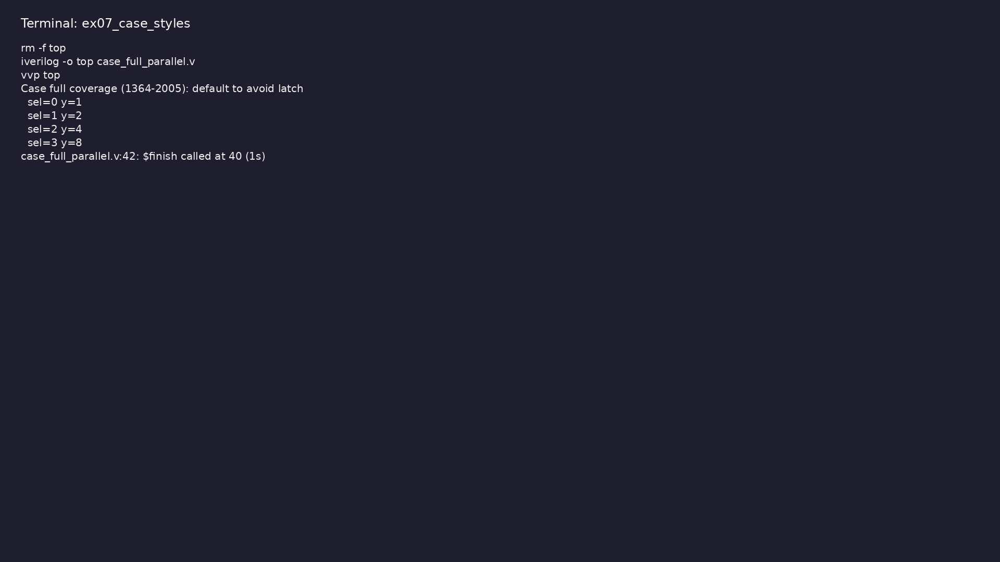 Terminal: ex07_case_styles
rm -f top
iverilog -o top case_full_parallel.v
vvp top
Case full coverage (1364-2005): default to avoid latch
  sel=0 y=1
  sel=1 y=2
  sel=2 y=4
  sel=3 y=8
case_full_parallel.v:42: $finish called at 40 (1s)